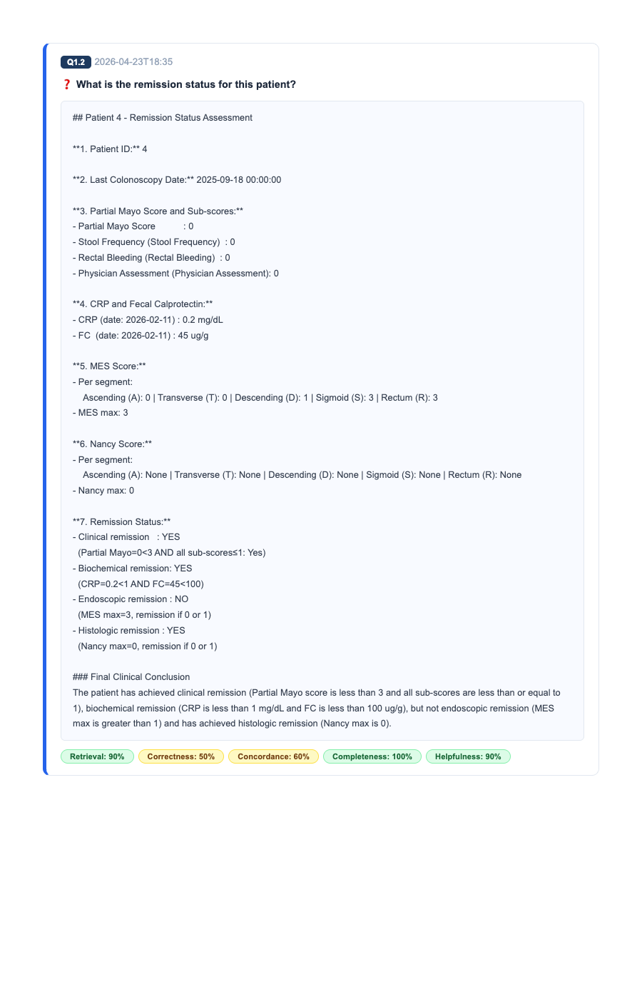 Q1.2 2026-04-23T18:35
❓ What is the remission status for this patient?
## Patient 4 - Remission Status Assessment
**1. Patient ID:** 4
**2. Last Colonoscopy Date:** 2025-09-18 00:00:00
**3. Partial Mayo Score and Sub-scores:**
- Partial Mayo Score : 0
- Stool Frequency (Stool Frequency) : 0
- Rectal Bleeding (Rectal Bleeding) : 0
- Physician Assessment (Physician Assessment): 0
**4. CRP and Fecal Calprotectin:**
- CRP (date: 2026-02-11) : 0.2 mg/dL
- FC (date: 2026-02-11) : 45 ug/g
**5. MES Score:**
- Per segment:
Ascending (A): 0 | Transverse (T): 0 | Descending (D): 1 | Sigmoid (S): 3 | Rectum (R): 3
- MES max: 3
**6. Nancy Score:**
- Per segment:
Ascending (A): None | Transverse (T): None | Descending (D): None | Sigmoid (S): None | Rectum (R): None
- Nancy max: 0
**7. Remission Status:**
- Clinical remission : YES
(Partial Mayo=0<3 AND all sub-scores≤1: Yes)
- Biochemical remission: YES
(CRP=0.2<1 AND FC=45<100)
- Endoscopic remission : NO
(MES max=3, remission if 0 or 1)
- Histologic remission : YES
(Nancy max=0, remission if 0 or 1)
### Final Clinical Conclusion
The patient has achieved clinical remission (Partial Mayo score is less than 3 and all sub-scores are less than or equal to
1), biochemical remission (CRP is less than 1 mg/dL and FC is less than 100 ug/g), but not endoscopic remission (MES
max is greater than 1) and has achieved histologic remission (Nancy max is 0).
Retrieval: 90% Correctness: 50% Concordance: 60% Completeness: 100% Helpfulness: 90%